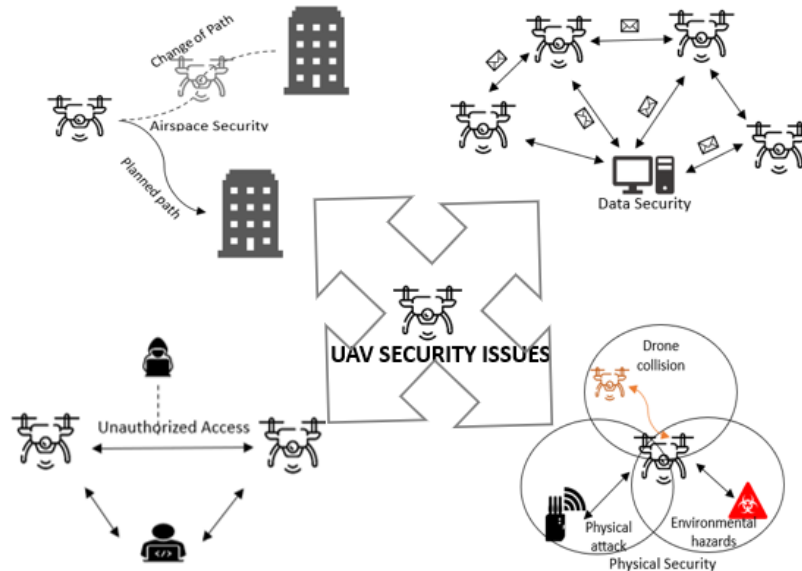 Change of Path
Airspace Security
Planned path
Data Security
UAV SECURITY ISSUES
Unauthorized Access
</>
Drone
collision
Physical
attack
Environmental
hazards
Physical Security